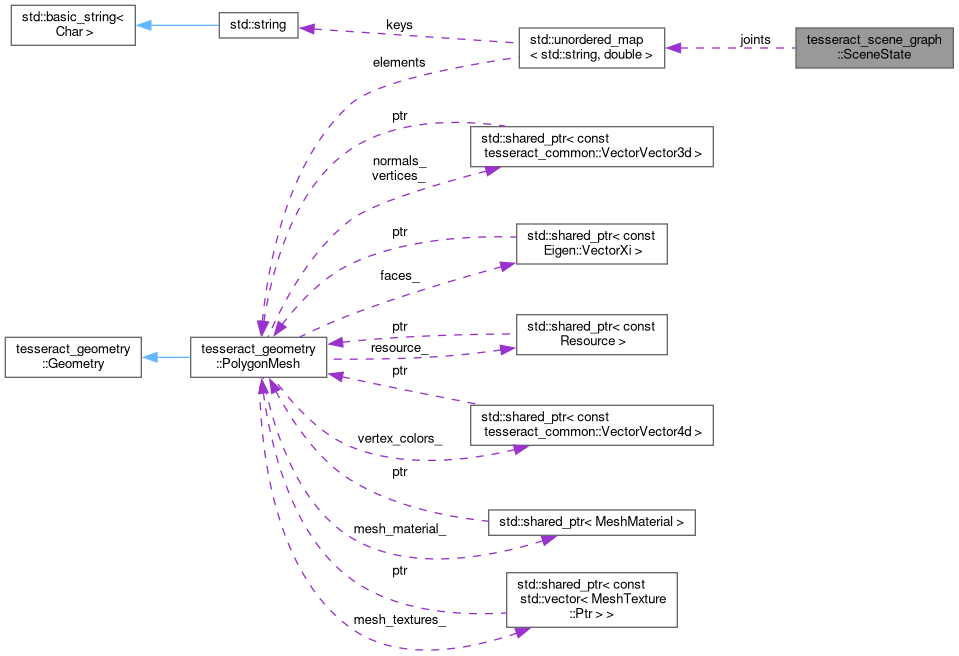 std::basic_string<
Char >
std::string
keys
std::unordered_map
< std::string, double >
joints
tesseract_scene_graph
::SceneState
elements
ptr
std::shared_ptr< const
tesseract_common::VectorVector3d >
normals_
vertices_
ptr
std::shared_ptr< const
Eigen::VectorXi >
faces_
tesseract_geometry
::Geometry
tesseract_geometry
::PolygonMesh
ptr
resource_
std::shared_ptr< const
Resource >
ptr
std::shared_ptr< const
tesseract_common::VectorVector4d >
vertex_colors_
ptr
std::shared_ptr< MeshMaterial >
mesh_material_
ptr
std::shared_ptr< const
std::vector< MeshTexture
::Ptr > >
mesh_textures_